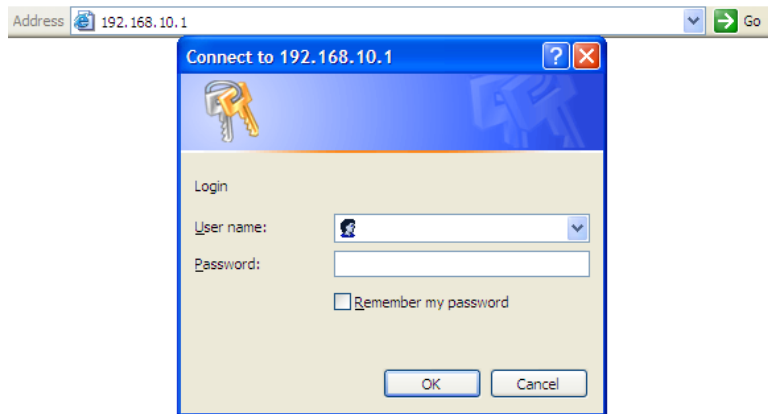 Address 192.168.10.1 Go
Connect to 192.168.10.1
Login
User name:
Password:
Remember my password
OK Cancel